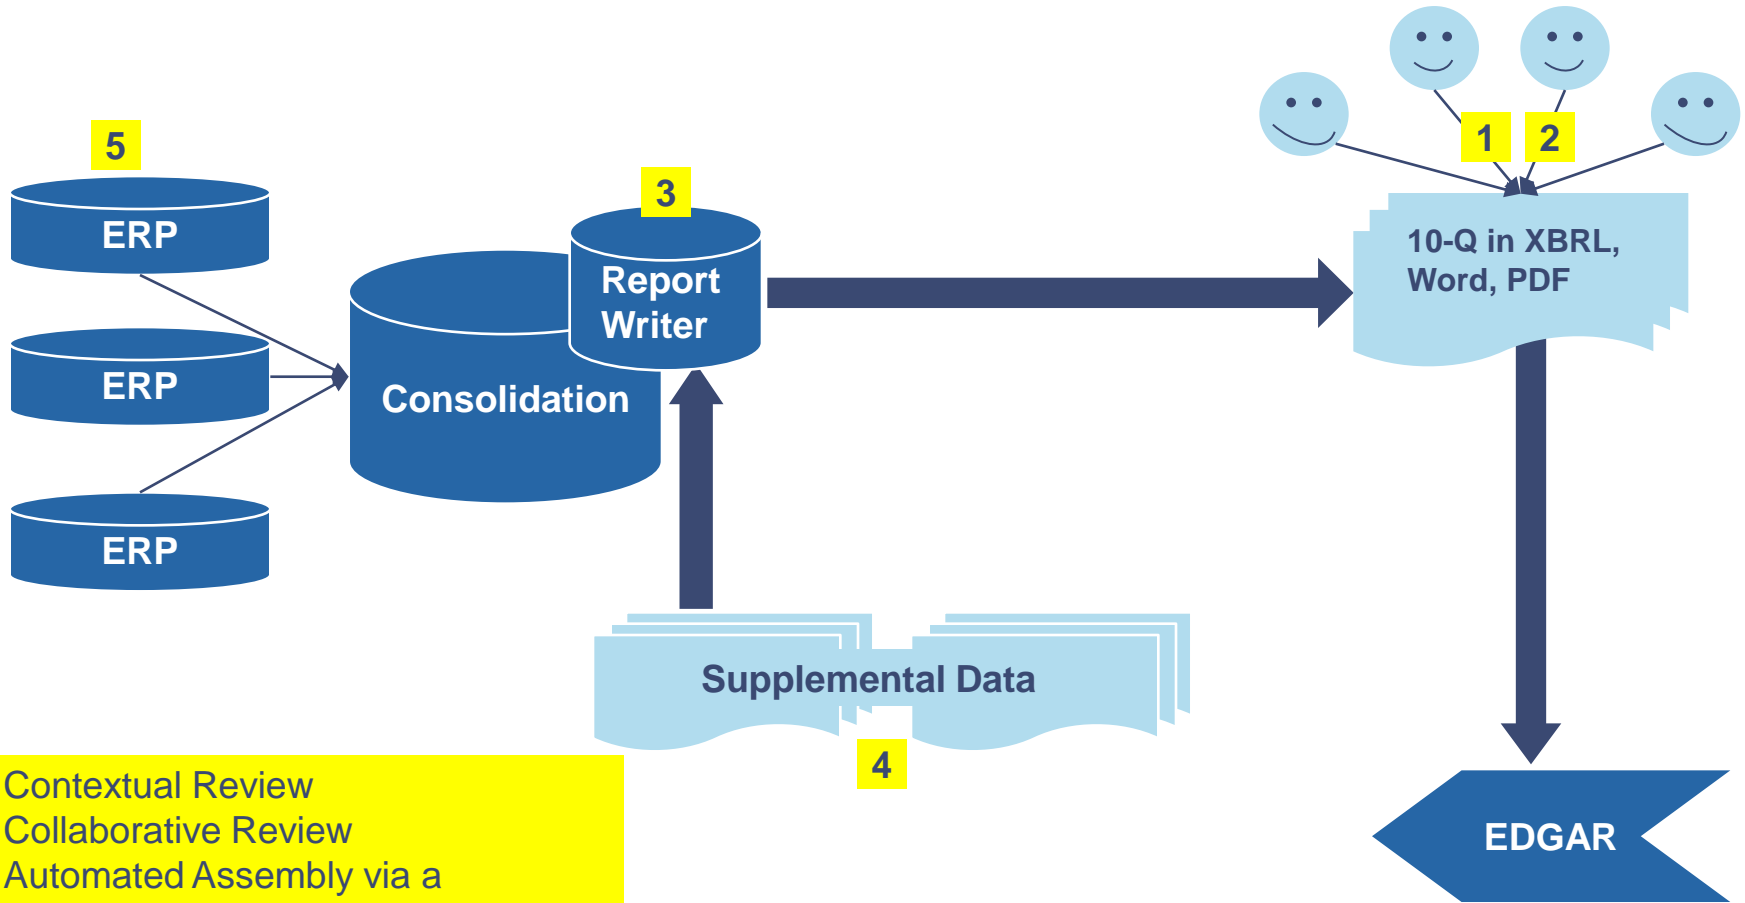 1
2
5
3
ERP
10-Q in XBRL,
Word, PDF
Report
Writer
ERP
Consolidation
ERP
Supplemental Data
4
Contextual Review
Collaborative Review
Automated Assembly via a
EDGAR